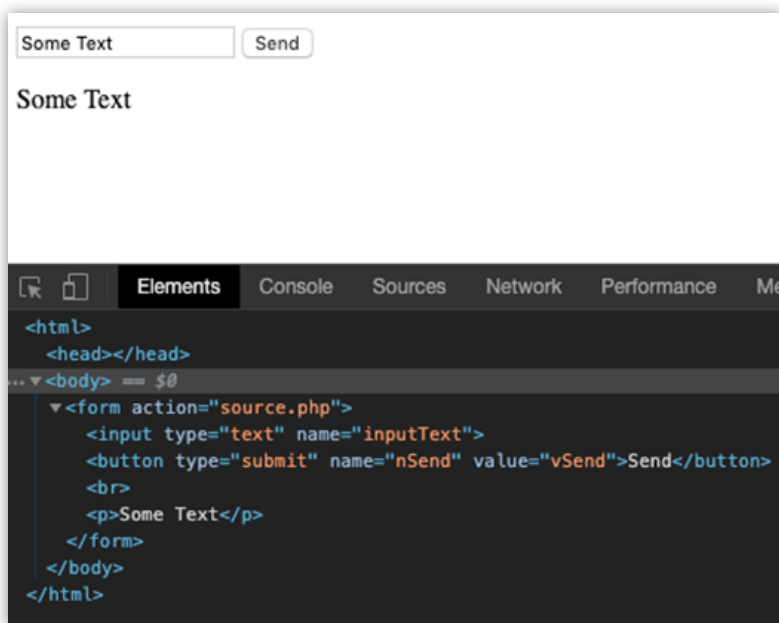 Some Text Send
Some Text
Elements Console Sources Network Performance Me
<html>
<head></head>
... ▼<body> == $0
▼<form action="source.php">
<input type="text" name="inputText">
<button type="submit" name="nSend" value="vSend">Send</button>
<br>
<p>Some Text</p>
</form>
</body>
</html>